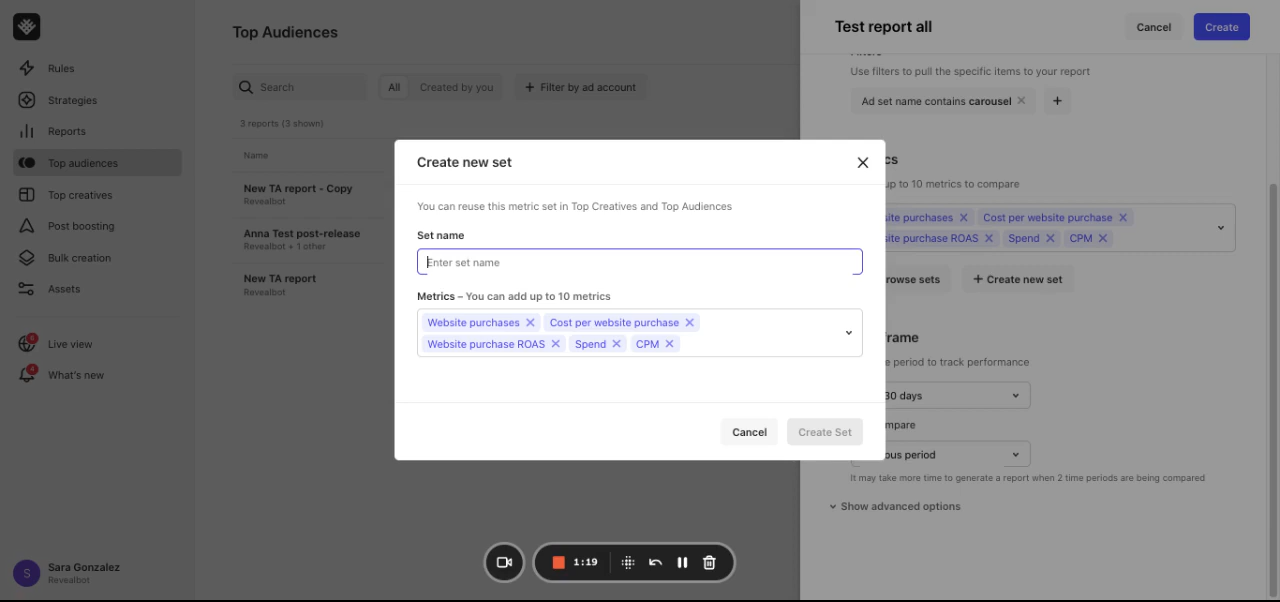 Rules
Strategies
Reports
Top audiences
Top creatives
Post boosting
Bulk creation
Assets
Live view
What's new
S
Sara Gonzalez
Revealbot
Top Audiences
Search
All
Created by you
+ Filter by ad account
3 reports (3 shown)
Name
New TA report - Copy
Revealbot
Anna Test post-release
Revealbot + 1 other
New TA report
Revealbot
Create new set
You can reuse this metric set in Top Creatives and Top Audiences
Set name
Enter set name
Metrics – You can add up to 10 metrics
Website purchases
Cost per website purchase
Website purchase ROAS
Spend
CPM
Cancel
Create Set
1:19
Test report all
Cancel
Create
Use filters to pull the specific items to your report
Ad set name contains carousel
+
cs
up to 10 metrics to compare
site purchases
Cost per website purchase
site purchase ROAS
Spend
CPM
rowse sets
+ Create new set
frame
e period to track performance
30 days
mpare
ous period
It may take more time to generate a report when 2 time periods are being compared
Show advanced options